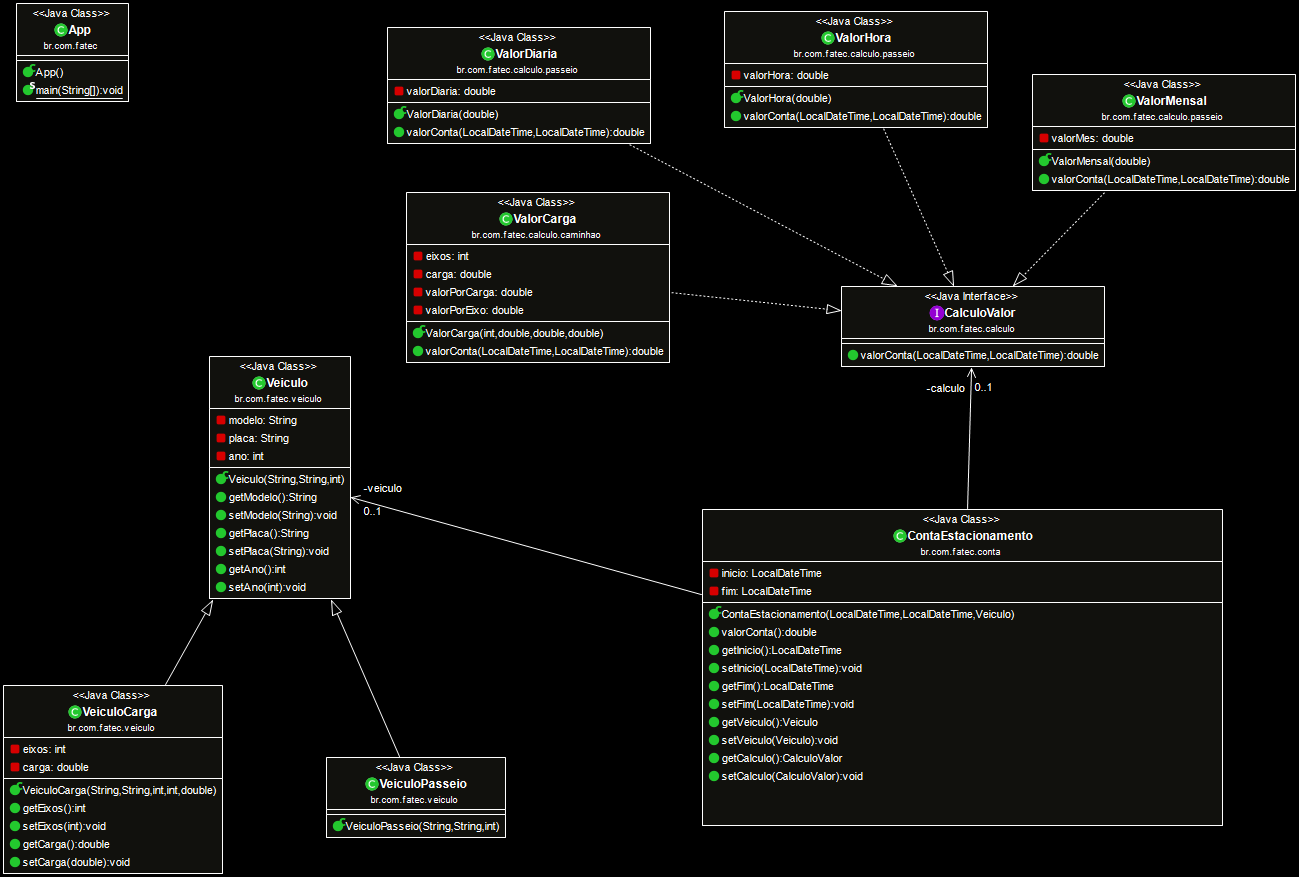 <<Java Class>>
App
br.com.fatec
App()
main(String[]):void
<<Java Class>>
ValorDiaria
br.com.fatec.calculo.passeio
valorDiaria: double
ValorDiaria(double)
valorConta(LocalDateTime,LocalDateTime):double
<<Java Class>>
ValorHora
br.com.fatec.calculo.passeio
valorHora: double
ValorHora(double)
valorConta(LocalDateTime,LocalDateTime):double
<<Java Class>>
ValorMensal
br.com.fatec.calculo.passeio
valorMes: double
ValorMensal(double)
valorConta(LocalDateTime,LocalDateTime):double
<<Java Class>>
ValorCarga
br.com.fatec.calculo.caminhao
eixos: int
carga: double
valorPorCarga: double
valorPorEixo: double
ValorCarga(int,double,double,double)
valorConta(LocalDateTime,LocalDateTime):double
<<Java Interface>>
CalculoValor
br.com.fatec.calculo
valorConta(LocalDateTime,LocalDateTime):double
-calculo 0..1
<<Java Class>>
Veiculo
br.com.fatec.veiculo
modelo: String
placa: String
ano: int
Veiculo(String,String,int)
getModelo():String
setModelo(String):void
getPlaca():String
setPlaca(String):void
getAno():int
setAno(int):void
-veiculo
0..1
<<Java Class>>
ContaEstacionamento
br.com.fatec.conta
inicio: LocalDateTime
fim: LocalDateTime
ContaEstacionamento(LocalDateTime,LocalDateTime,Veiculo)
valorConta():double
getInicio():LocalDateTime
setInicio(LocalDateTime):void
getFim():LocalDateTime
setFim(LocalDateTime):void
getVeiculo():Veiculo
setVeiculo(Veiculo):void
getCalculo():CalculoValor
setCalculo(CalculoValor):void
<<Java Class>>
VeiculoCarga
br.com.fatec.veiculo
eixos: int
carga: double
VeiculoCarga(String,String,int,int,double)
getEixos():int
setEixos(int):void
getCarga():double
setCarga(double):void
<<Java Class>>
VeiculoPasseio
br.com.fatec.veiculo
VeiculoPasseio(String,String,int)